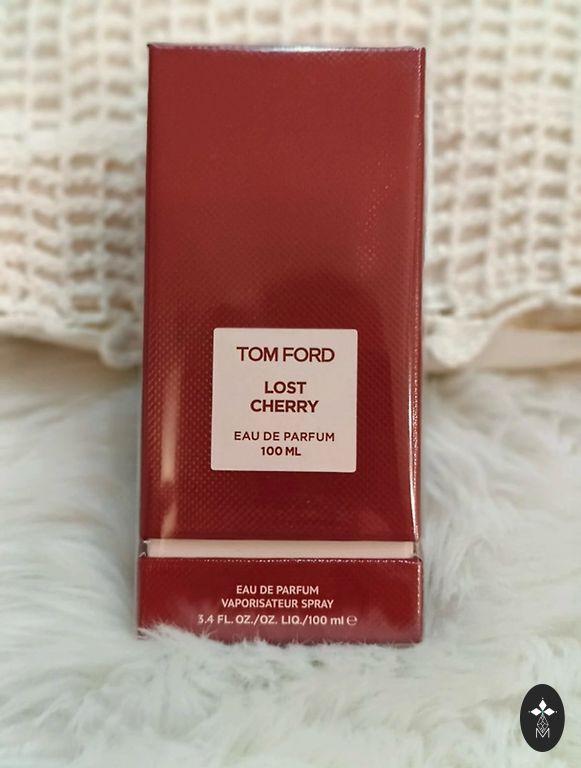 TOM FORD
LOST
CHERRY
EAU DE PARFUM
100 ML
EAU DE PARFUM
VAPORISATEUR SPRAY
3.4 FL. OZ./OZ. LIQ./100 ml ℮
M